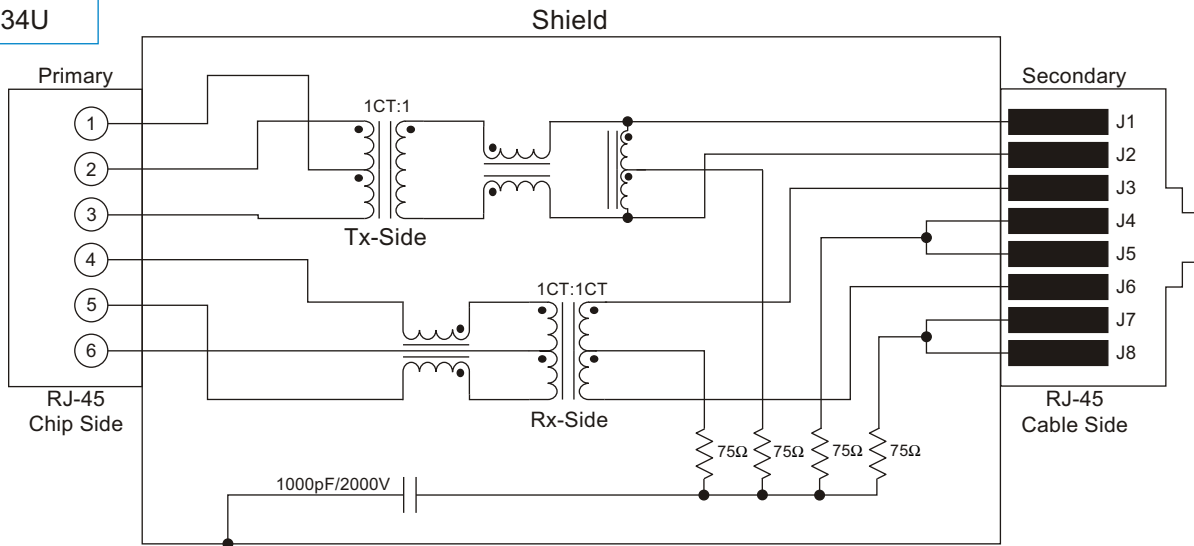 34U
Shield
Primary
Secondary
1CT:1
1
2
3
4
5
6
J1
J2
J3
J4
J5
J6
J7
J8
Tx-Side
1CT:1CT
Rx-Side
RJ-45
Chip Side
RJ-45
Cable Side
75Ω
75Ω
75Ω
75Ω
1000pF/2000V